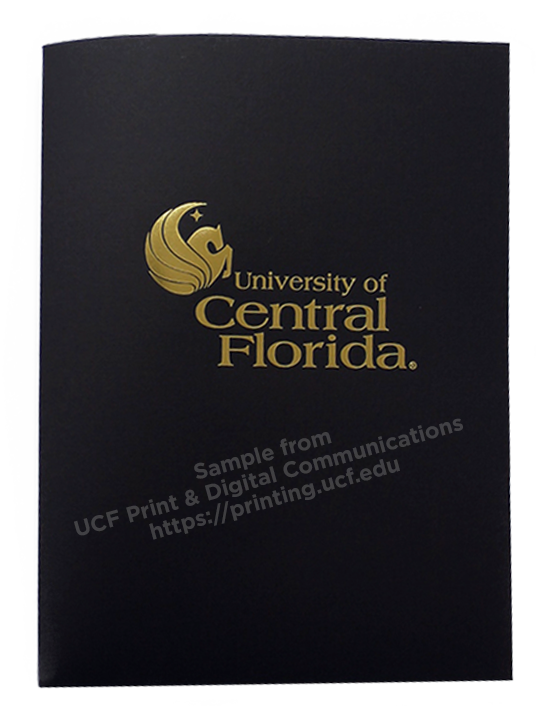 University of
Central
Florida®
Sample from
UCF Print & Digital Communications
https://printing.ucf.edu